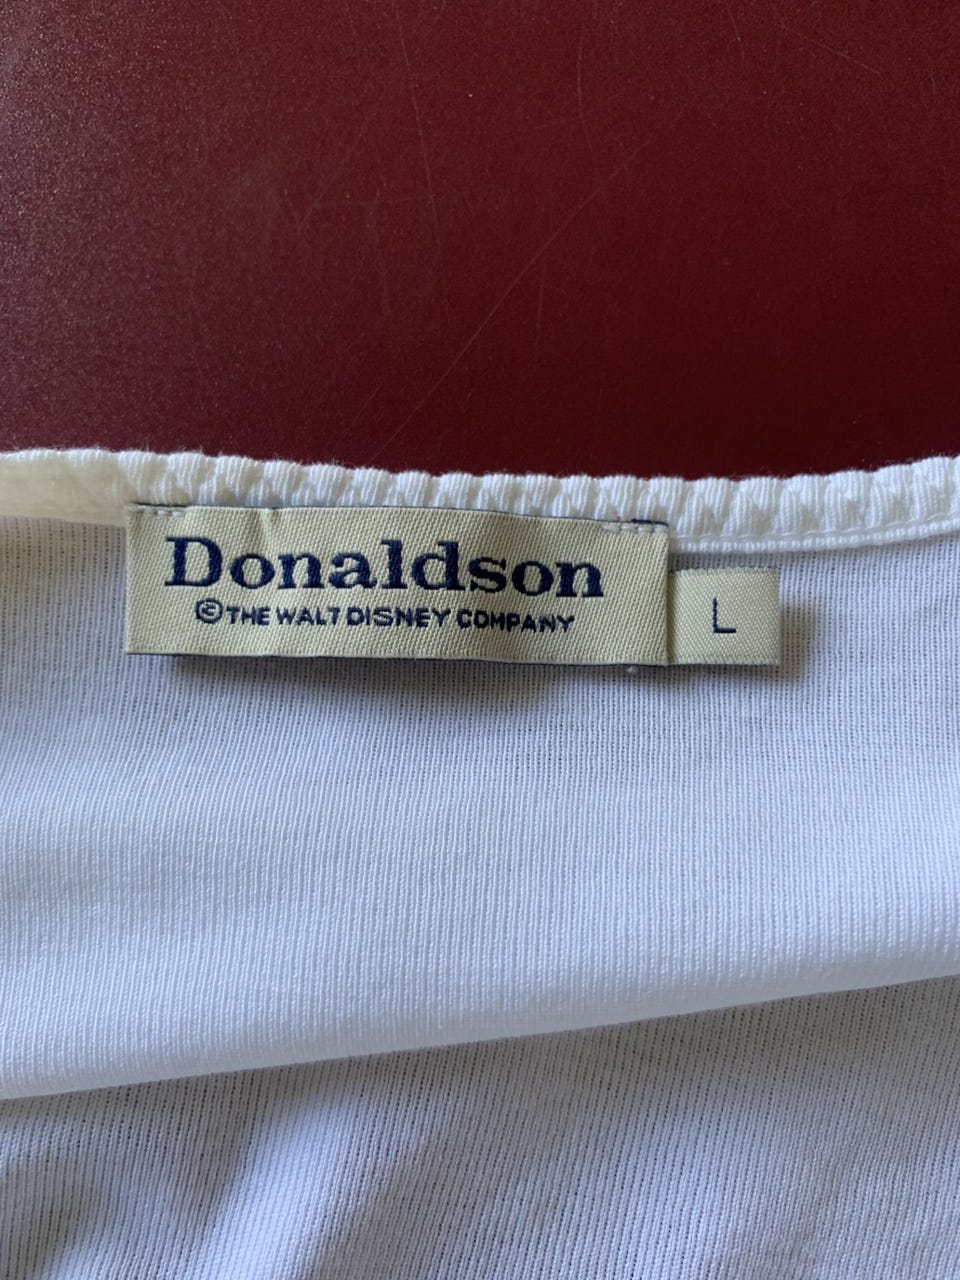 Donaldson
©THE WALT DISNEY COMPANY
L